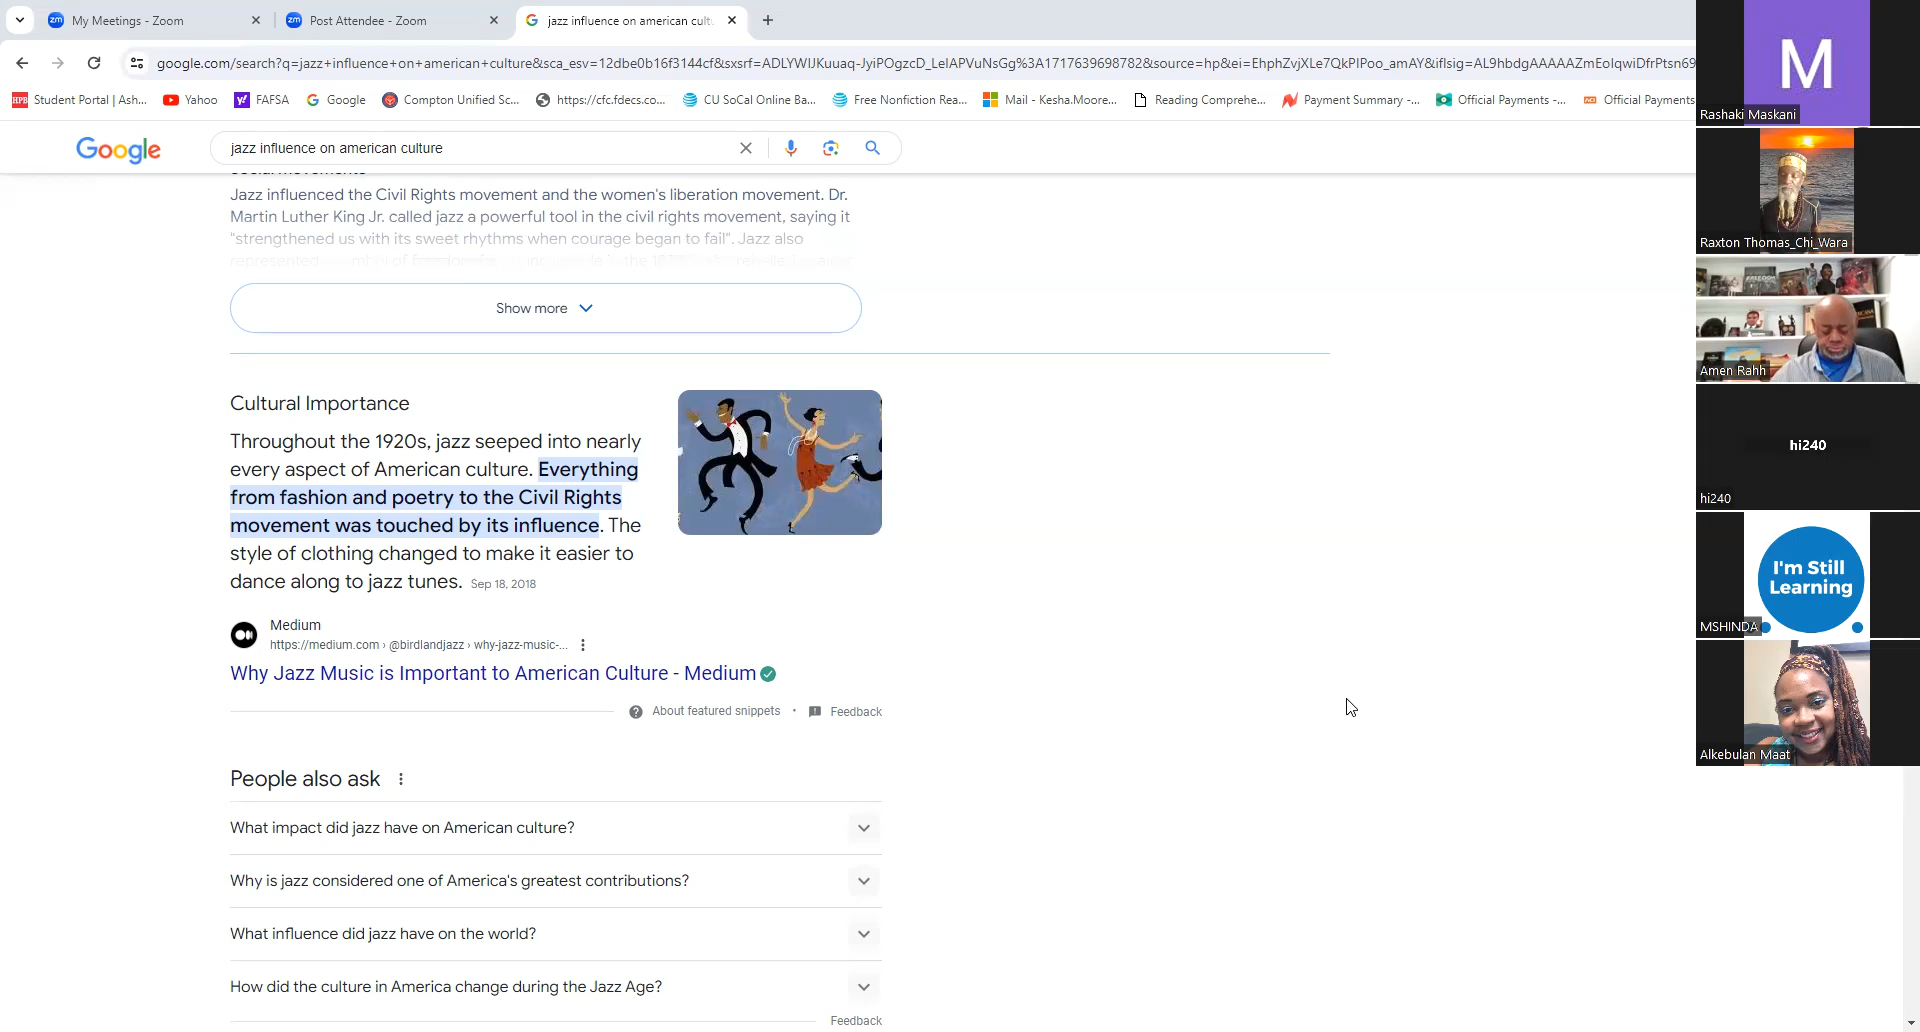 My Meetings - Zoom
Post Attendee - Zoom
jazz influence on american cult
google.com/search?q=jazz+influence+on+american+culture&sca_esv=12dbe0b16f3144cf&sxsrf=ADLYWIJKuuaq-JyiPOgzcD_LeIAPVuNsGg%3A1717639698782&source=hp&ei=EhphZvjXLe7QkPIPoo_amAY&iflsig=AL9hbdgAAAAAZmEoIqwiDfrPtsn69
Student Portal | Ash...
Yahoo
FAFSA
Google
Compton Unified Sc...
https://cfc.fdecs.co...
CU SoCal Online Ba...
Free Nonfiction Rea...
Mail - Kesha.Moore...
Reading Comprehe...
Payment Summary -...
Official Payments -...
Official Payments
Google
jazz influence on american culture
Jazz influenced the Civil Rights movement and the women's liberation movement. Dr.
Martin Luther King Jr. called jazz a powerful tool in the civil rights movement, saying it
"strengthened us with its sweet rhythms when courage began to fail". Jazz also
represented
Show more
Cultural Importance
Throughout the 1920s, jazz seeped into nearly
every aspect of American culture. Everything
from fashion and poetry to the Civil Rights
movement was touched by its influence. The
style of clothing changed to make it easier to
dance along to jazz tunes. Sep 18, 2018
Medium
https://medium.com › @birdlandjazz › why-jazz-music-...
Why Jazz Music is Important to American Culture - Medium
About featured snippets • Feedback
People also ask
What impact did jazz have on American culture?
Why is jazz considered one of America's greatest contributions?
What influence did jazz have on the world?
How did the culture in America change during the Jazz Age?
Feedback
M
Rashaki Maskani
Raxton Thomas_Chi_Wara
Amen Rahh
hi240
hi240
I'm Still
Learning
MSHINDA
Alkebulan Maat